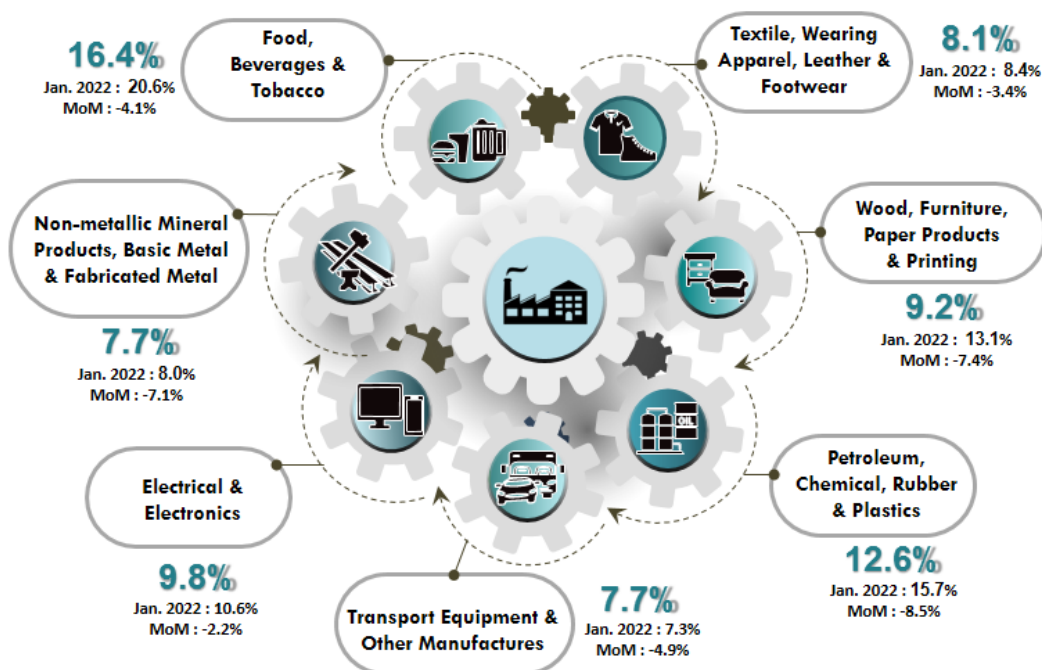 Food,
Beverages &
Tobacco
16.4%
Jan. 2022 : 20.6%
MoM : -4.1%
Textile, Wearing
Apparel, Leather &
Footwear
8.1%
Jan. 2022 : 8.4%
MoM : -3.4%
Non-metallic Mineral
Products, Basic Metal
& Fabricated Metal
7.7%
Jan. 2022 : 8.0%
MoM : -7.1%
Wood, Furniture,
Paper Products
& Printing
9.2%
Jan. 2022 : 13.1%
MoM : -7.4%
OIL
Electrical &
Electronics
9.8%
Jan. 2022 : 10.6%
MoM : -2.2%
Petroleum,
Chemical, Rubber
& Plastics
12.6%
Jan. 2022 : 15.7%
MoM : -8.5%
Transport Equipment &
Other Manufactures
7.7%
Jan. 2022 : 7.3%
MoM : -4.9%